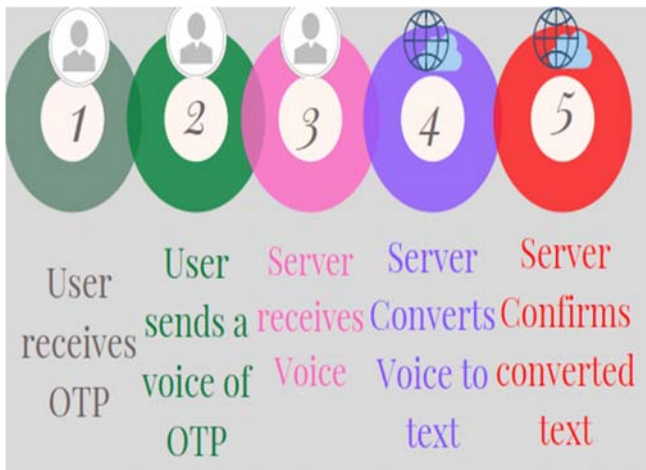 1
2
3
4
5
User
receives
OTP
User
sends a
voice of
OTP
Server
receives
Voice
Server
Converts
Voice to
text
Server
Confirms
converted
text